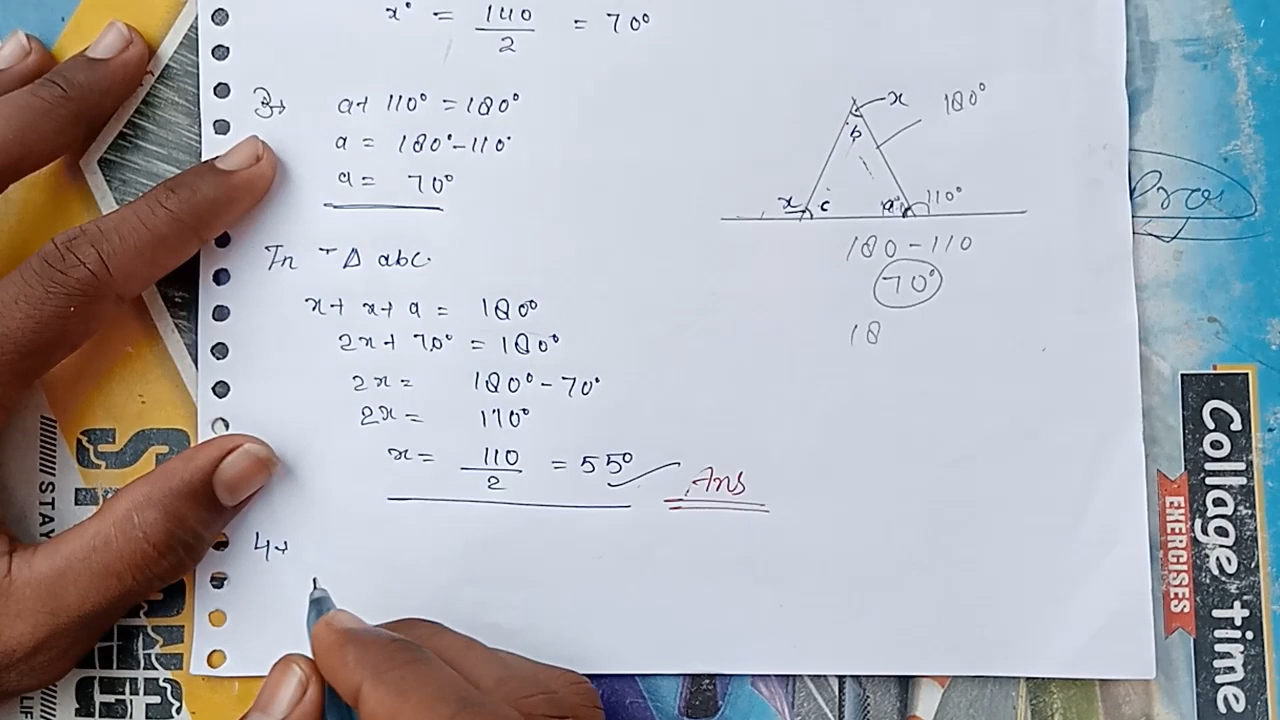 x° = 140/2 = 70°
3→ a + 110° = 180°
a = 180° - 110°
a = 70°
In - Δ abc.
x + x + a = 180°
2x + 70° = 180°
2x = 180° - 70°
2x = 110°
x = 110/2 = 55°
Ans
4→
x
180°
b
x
c
a
110°
180 - 110
70°
18
Collage time
EXERCISES
STAY